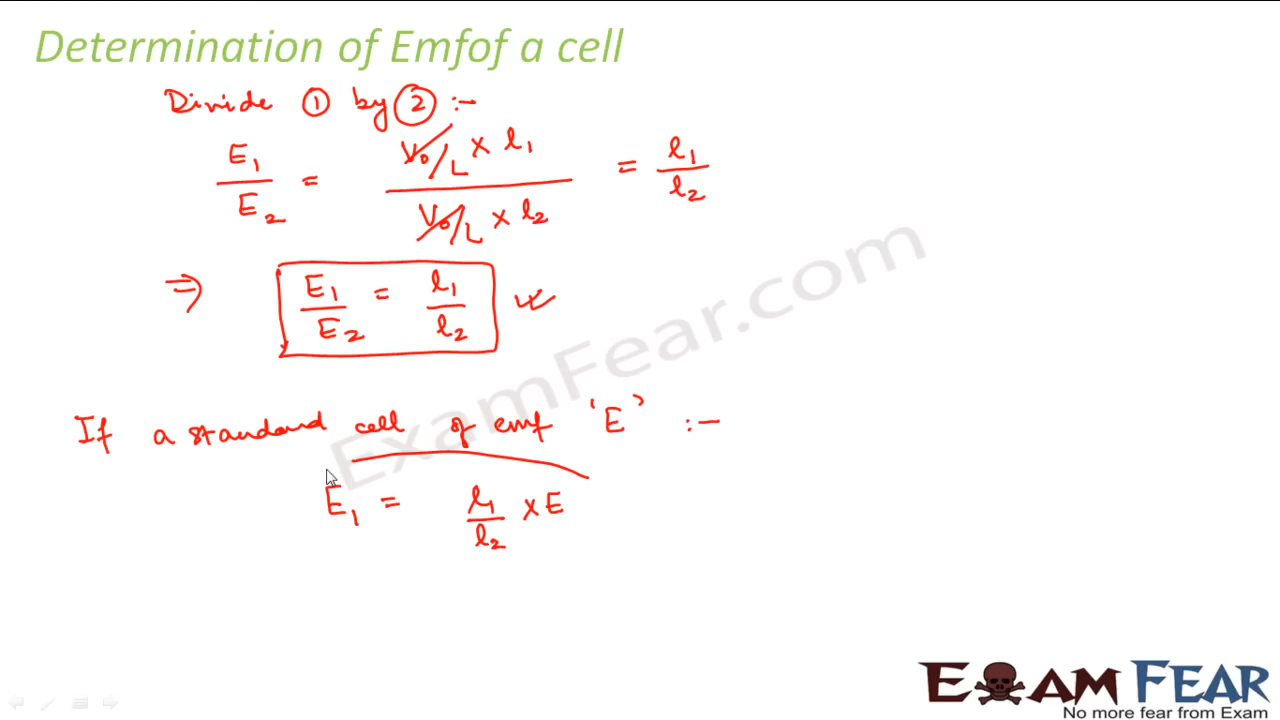 Determination of Emfof a cell
Divide ① by ② :-
E₁/E₂ = (V₀/L × l₁)/(V₀/L × l₂) = l₁/l₂
⇒ E₁/E₂ = l₁/l₂
If a standard cell of emf 'E' :-
E₁ = l₁/l₂ × E
ExamFear.com
EXAM FEAR
No more fear from Exam